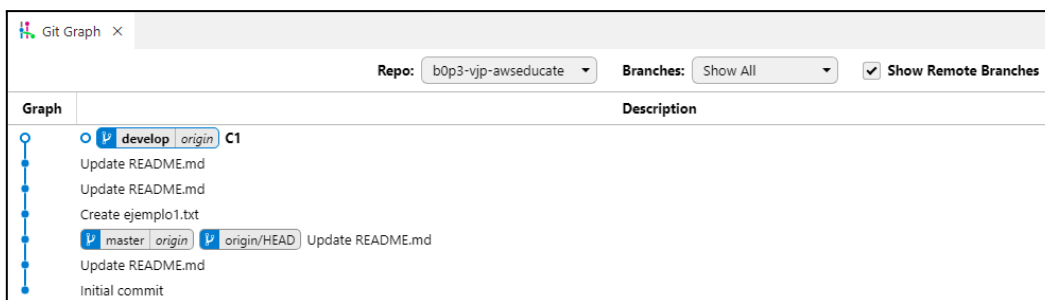 Git Graph
Repo: b0p3-vjp-awseducate Branches: Show All Show Remote Branches
Graph Description
develop origin C1
Update README.md
Update README.md
Create ejemplo1.txt
master origin origin/HEAD Update README.md
Update README.md
Initial commit